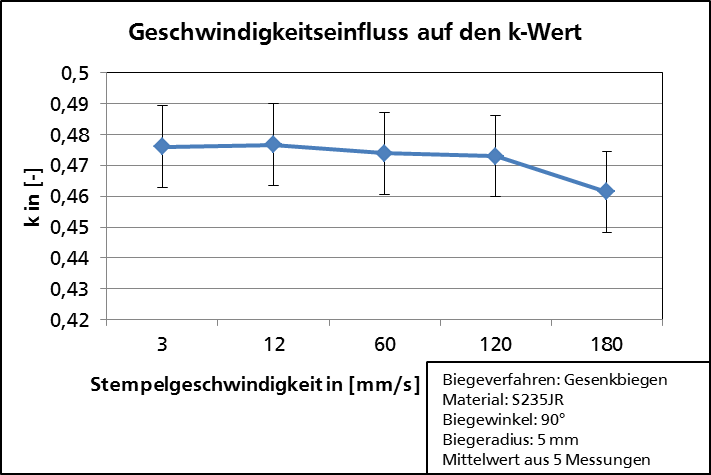 Geschwindigkeitseinfluss auf den k-Wert
k in [-]
0,5
0,49
0,48
0,47
0,46
0,45
0,44
0,43
0,42
3 12 60 120 180
Stempelgeschwindigkeit in [mm/s]
Biegeverfahren: Gesenkbiegen
Material: S235JR
Biegewinkel: 90°
Biegeradius: 5 mm
Mittelwert aus 5 Messungen